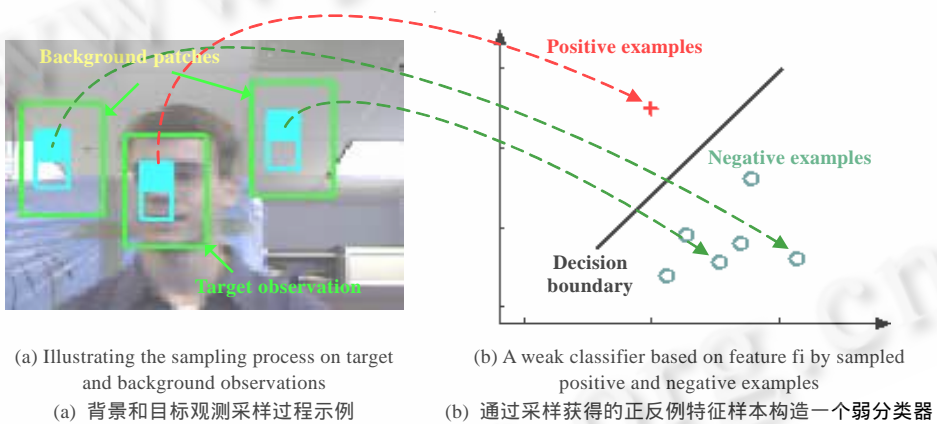 Background patches
Target observation
Positive examples
Negative examples
Decision
boundary
(a) Illustrating the sampling process on target
and background observations
(a) 背景和目标观测采样过程示例
(b) A weak classifier based on feature fi by sampled
positive and negative examples
(b) 通过采样获得的正反例特征样本构造一个弱分类器